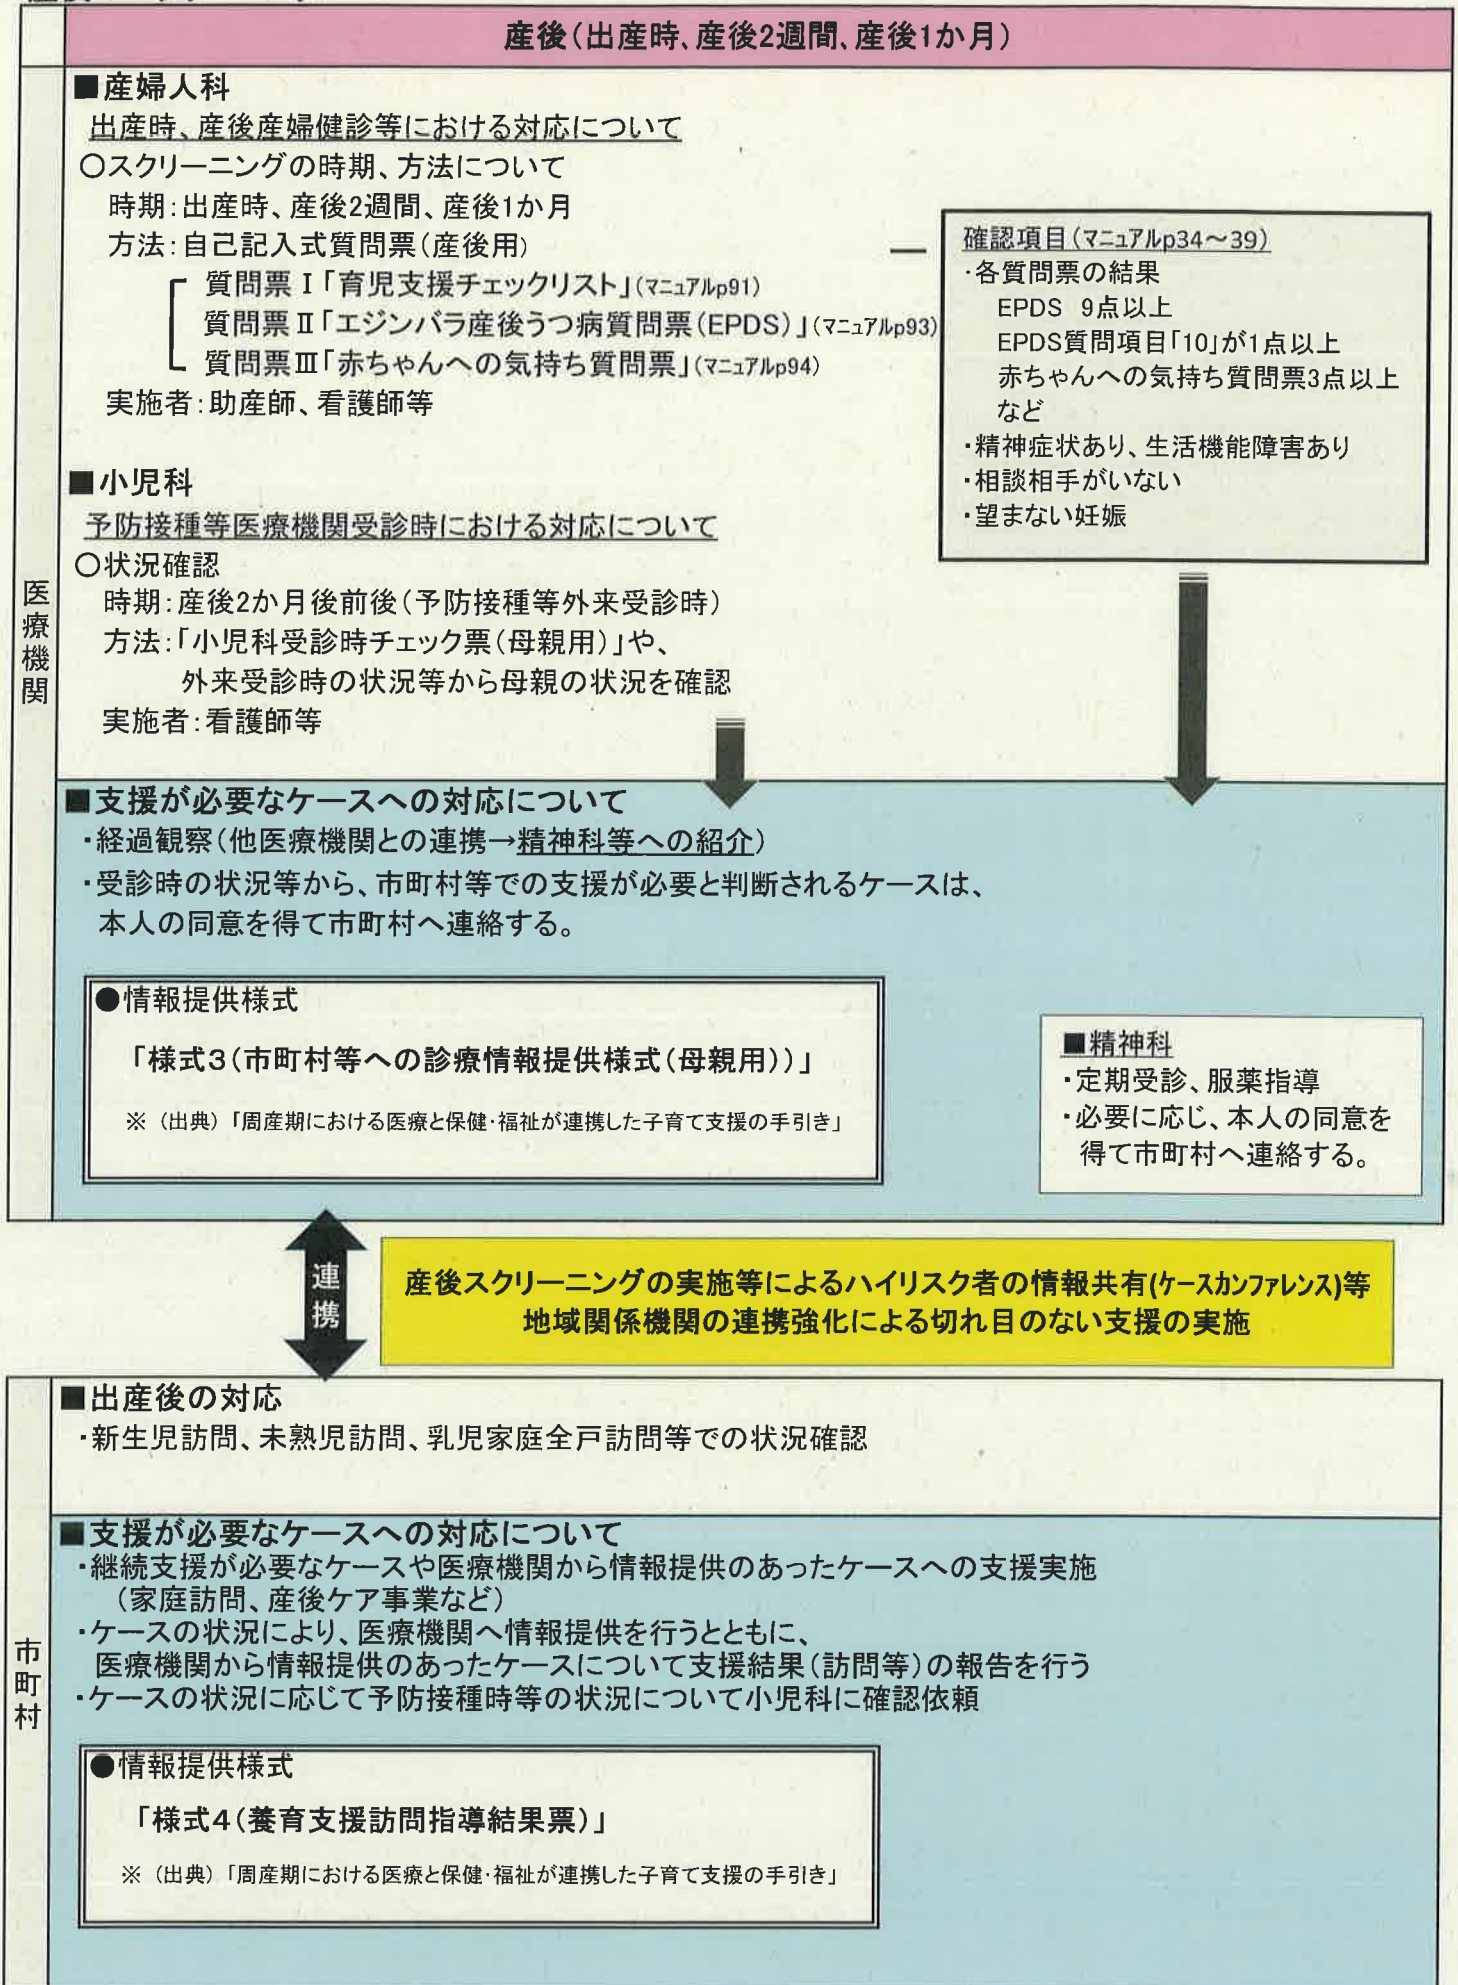 産後(出産時、産後2週間、産後1か月)
医療機関
■産婦人科
出産時、産後産婦健診等における対応について
〇スクリーニングの時期、方法について
時期:出産時、産後2週間、産後1か月
方法:自己記入式質問票(産後用)
質問票Ⅰ「育児支援チェックリスト」(マニュアルp91)
質問票Ⅱ「エジンバラ産後うつ病質問票(EPDS)」(マニュアルp93)
質問票Ⅲ「赤ちゃんへの気持ち質問票」(マニュアルp94)
実施者:助産師、看護師等
確認項目(マニュアルp34～39)
・各質問票の結果
EPDS 9点以上
EPDS質問項目「10」が1点以上
赤ちゃんへの気持ち質問票3点以上
など
・精神症状あり、生活機能障害あり
・相談相手がいない
・望まない妊娠
■小児科
予防接種等医療機関受診時における対応について
〇状況確認
時期:産後2か月後前後(予防接種等外来受診時)
方法:「小児科受診時チェック票(母親用)」や、
外来受診時の状況等から母親の状況を確認
実施者:看護師等
■支援が必要なケースへの対応について
・経過観察(他医療機関との連携→精神科等への紹介)
・受診時の状況等から、市町村等での支援が必要と判断されるケースは、
本人の同意を得て市町村へ連絡する。
●情報提供様式
「様式3(市町村等への診療情報提供様式(母親用))」
※（出典）「周産期における医療と保健・福祉が連携した子育て支援の手引き」
■精神科
・定期受診、服薬指導
・必要に応じ、本人の同意を
得て市町村へ連絡する。
連携
産後スクリーニングの実施等によるハイリスク者の情報共有(ケースカンファレンス)等
地域関係機関の連携強化による切れ目のない支援の実施
市町村
■出産後の対応
・新生児訪問、未熟児訪問、乳児家庭全戸訪問等での状況確認
■支援が必要なケースへの対応について
・継続支援が必要なケースや医療機関から情報提供のあったケースへの支援実施
（家庭訪問、産後ケア事業など）
・ケースの状況により、医療機関へ情報提供を行うとともに、
医療機関から情報提供のあったケースについて支援結果(訪問等)の報告を行う
・ケースの状況に応じて予防接種時等の状況について小児科に確認依頼
●情報提供様式
「様式4(養育支援訪問指導結果票)」
※（出典）「周産期における医療と保健・福祉が連携した子育て支援の手引き」